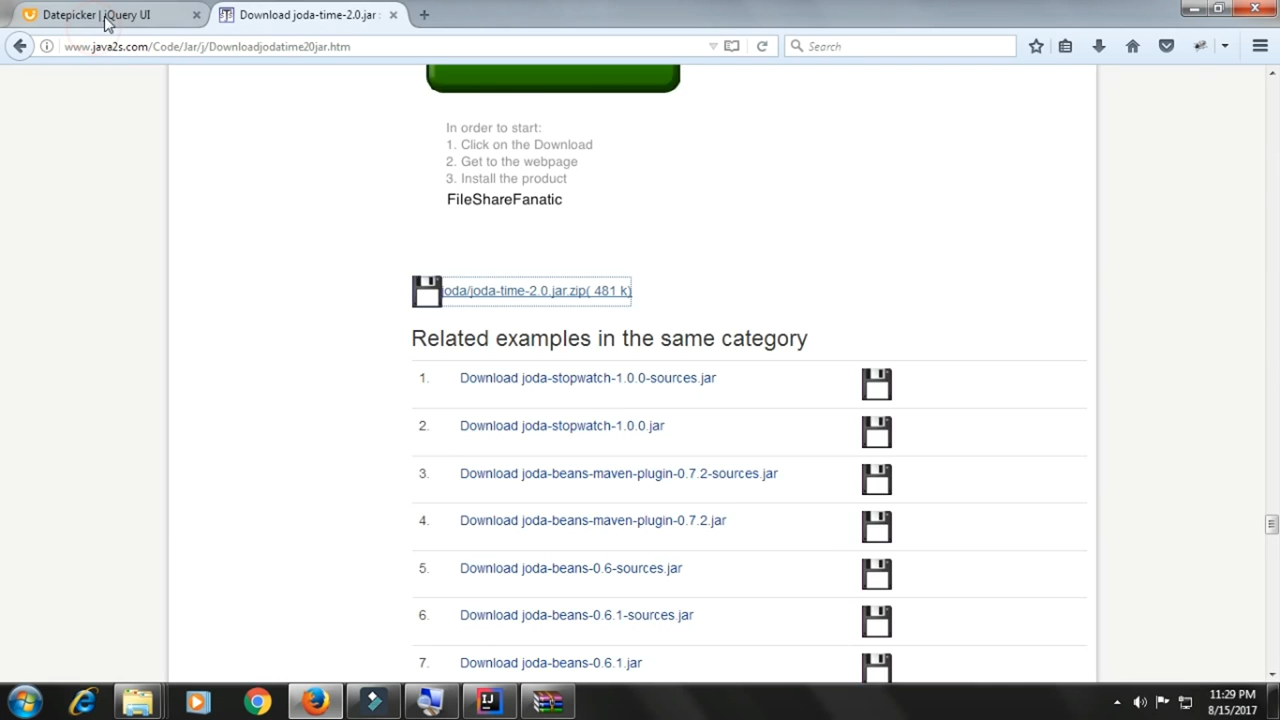 Datepicker | jQuery UI
Download joda-time-2.0.jar :
www.java2s.com/Code/Jar/j/Downloadjodatime20jar.htm
Search
In order to start:
1. Click on the Download
2. Get to the webpage
3. Install the product
FileShareFanatic
joda/joda-time-2.0.jar.zip( 481 k)
Related examples in the same category
1. Download joda-stopwatch-1.0.0-sources.jar
2. Download joda-stopwatch-1.0.0.jar
3. Download joda-beans-maven-plugin-0.7.2-sources.jar
4. Download joda-beans-maven-plugin-0.7.2.jar
5. Download joda-beans-0.6-sources.jar
6. Download joda-beans-0.6.1-sources.jar
7. Download joda-beans-0.6.1.jar
IJ
11:29 PM
8/15/2017